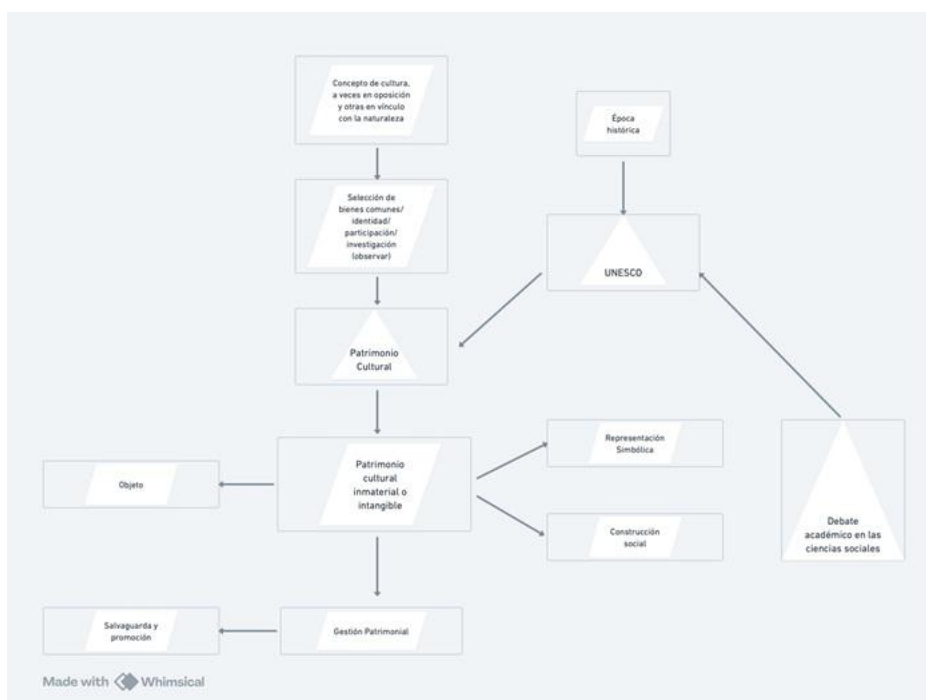 Concepto de cultura,
a veces en oposición
y otras en vínculo
con la naturaleza
Época
histórica
Selección de
bienes comunes/
identidad/
participación/
investigación
(observar)
UNESCO
Patrimonio
Cultural
Patrimonio
cultural
inmaterial o
intangible
Representación
Simbólica
Objeto
Construcción
social
Debate
académico en las
ciencias sociales
Salvaguarda y
promoción
Gestión Patrimonial
Made with Whimsical